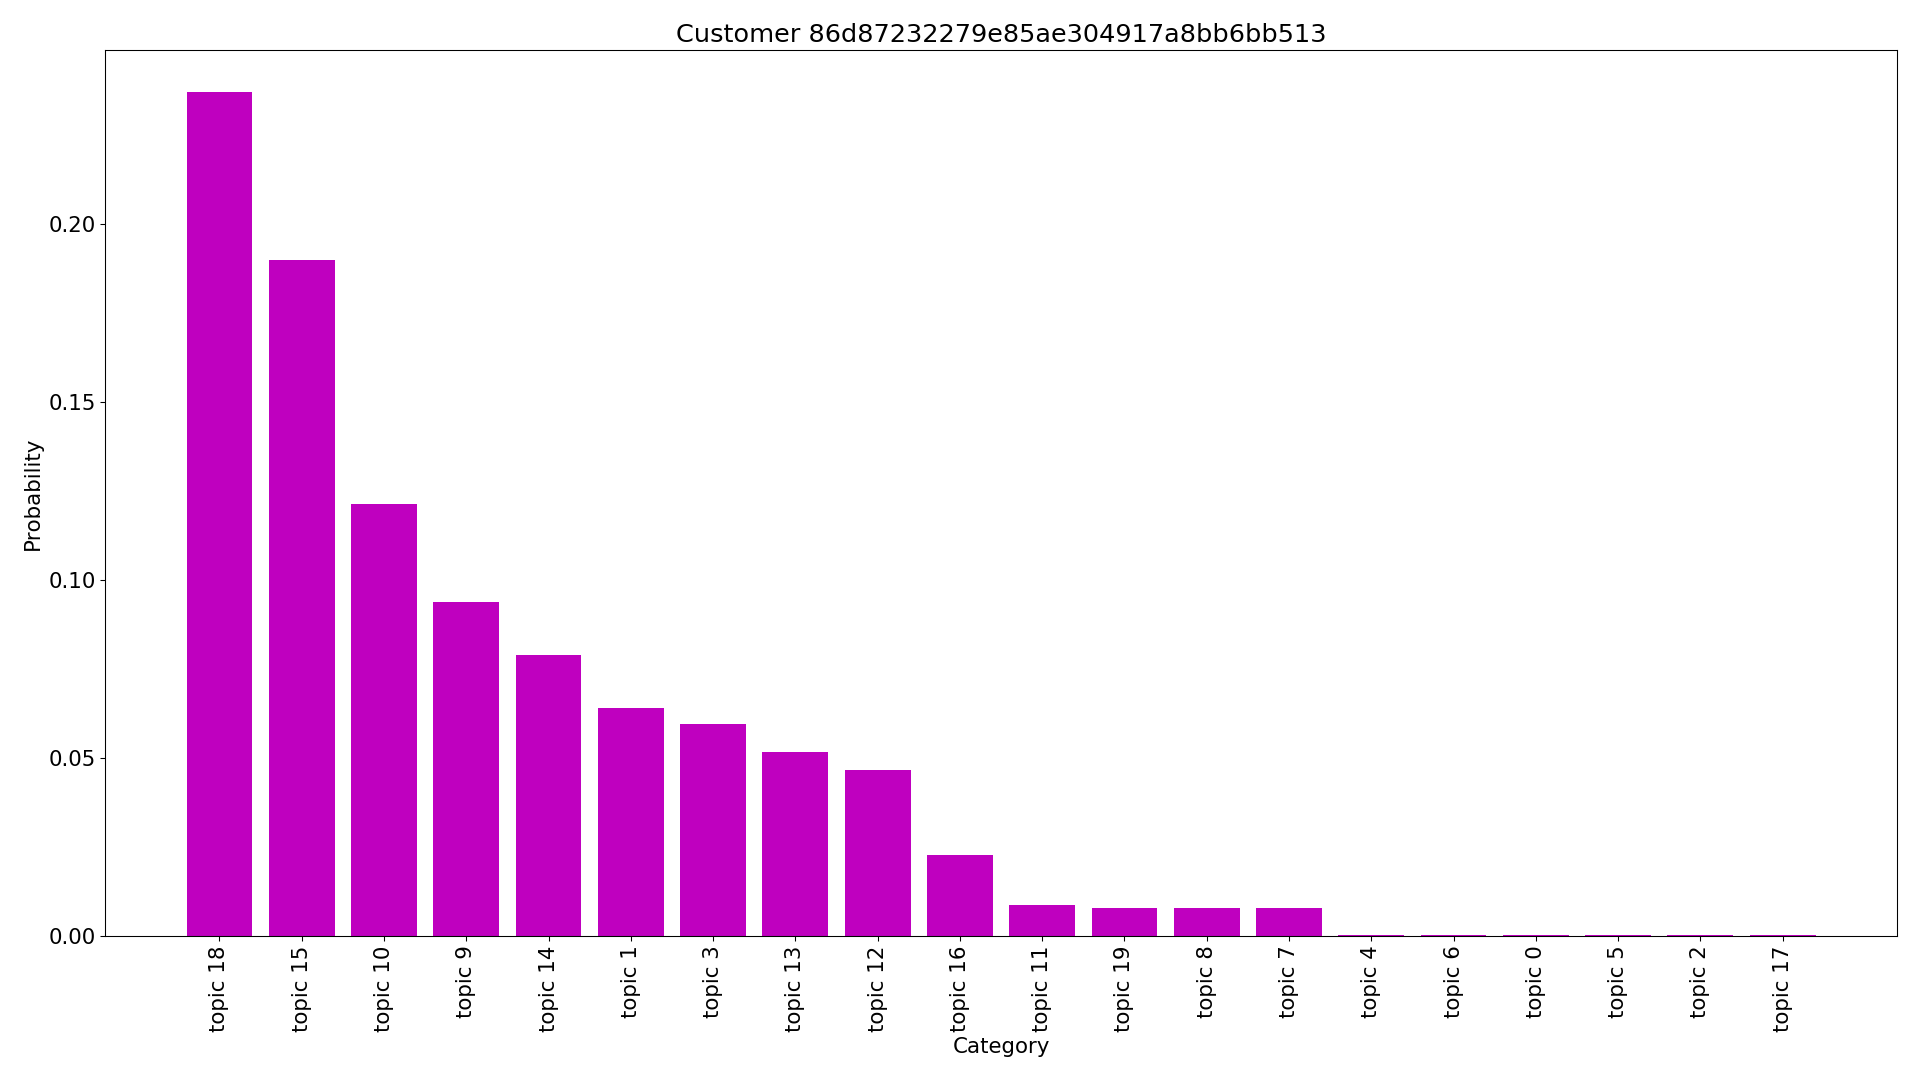 Customer 86d87232279e85ae304917a8bb6bb513
Probability
0.20
0.15
0.10
0.05
0.00
topic 18
topic 15
topic 10
topic 9
topic 14
topic 1
topic 3
topic 13
topic 12
topic 16
topic 11
topic 19
topic 8
topic 7
topic 4
topic 6
topic 0
topic 5
topic 2
topic 17
Category